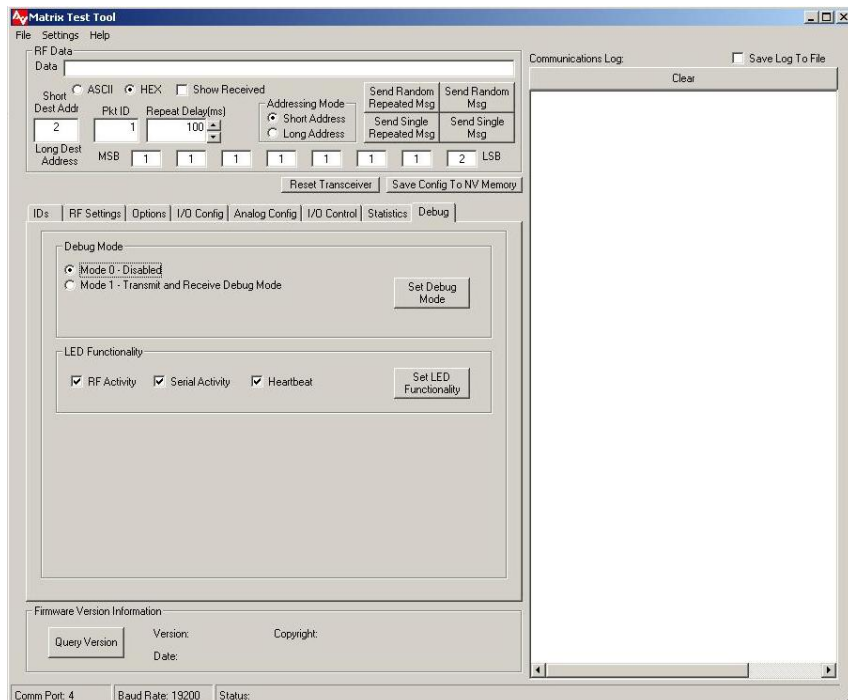 Matrix Test Tool
File Settings Help
RF Data
Data
Short Dest Addr
ASCII HEX Show Received
2
Pkt ID
1
Repeat Delay(ms)
100
Addressing Mode
Short Address
Long Address
Send Random Repeated Msg
Send Random Msg
Send Single Repeated Msg
Send Single Msg
Long Dest Address
MSB 1 1 1 1 1 1 1 2 LSB
Reset Transceiver
Save Config To NV Memory
IDs RF Settings Options I/O Config Analog Config I/O Control Statistics Debug
Debug Mode
Mode 0 - Disabled
Mode 1 - Transmit and Receive Debug Mode
Set Debug Mode
LED Functionality
RF Activity Serial Activity Heartbeat
Set LED Functionality
Firmware Version Information
Query Version
Version: Copyright:
Date:
Communications Log: Save Log To File
Clear
Comm Port: 4 Baud Rate: 19200 Status: